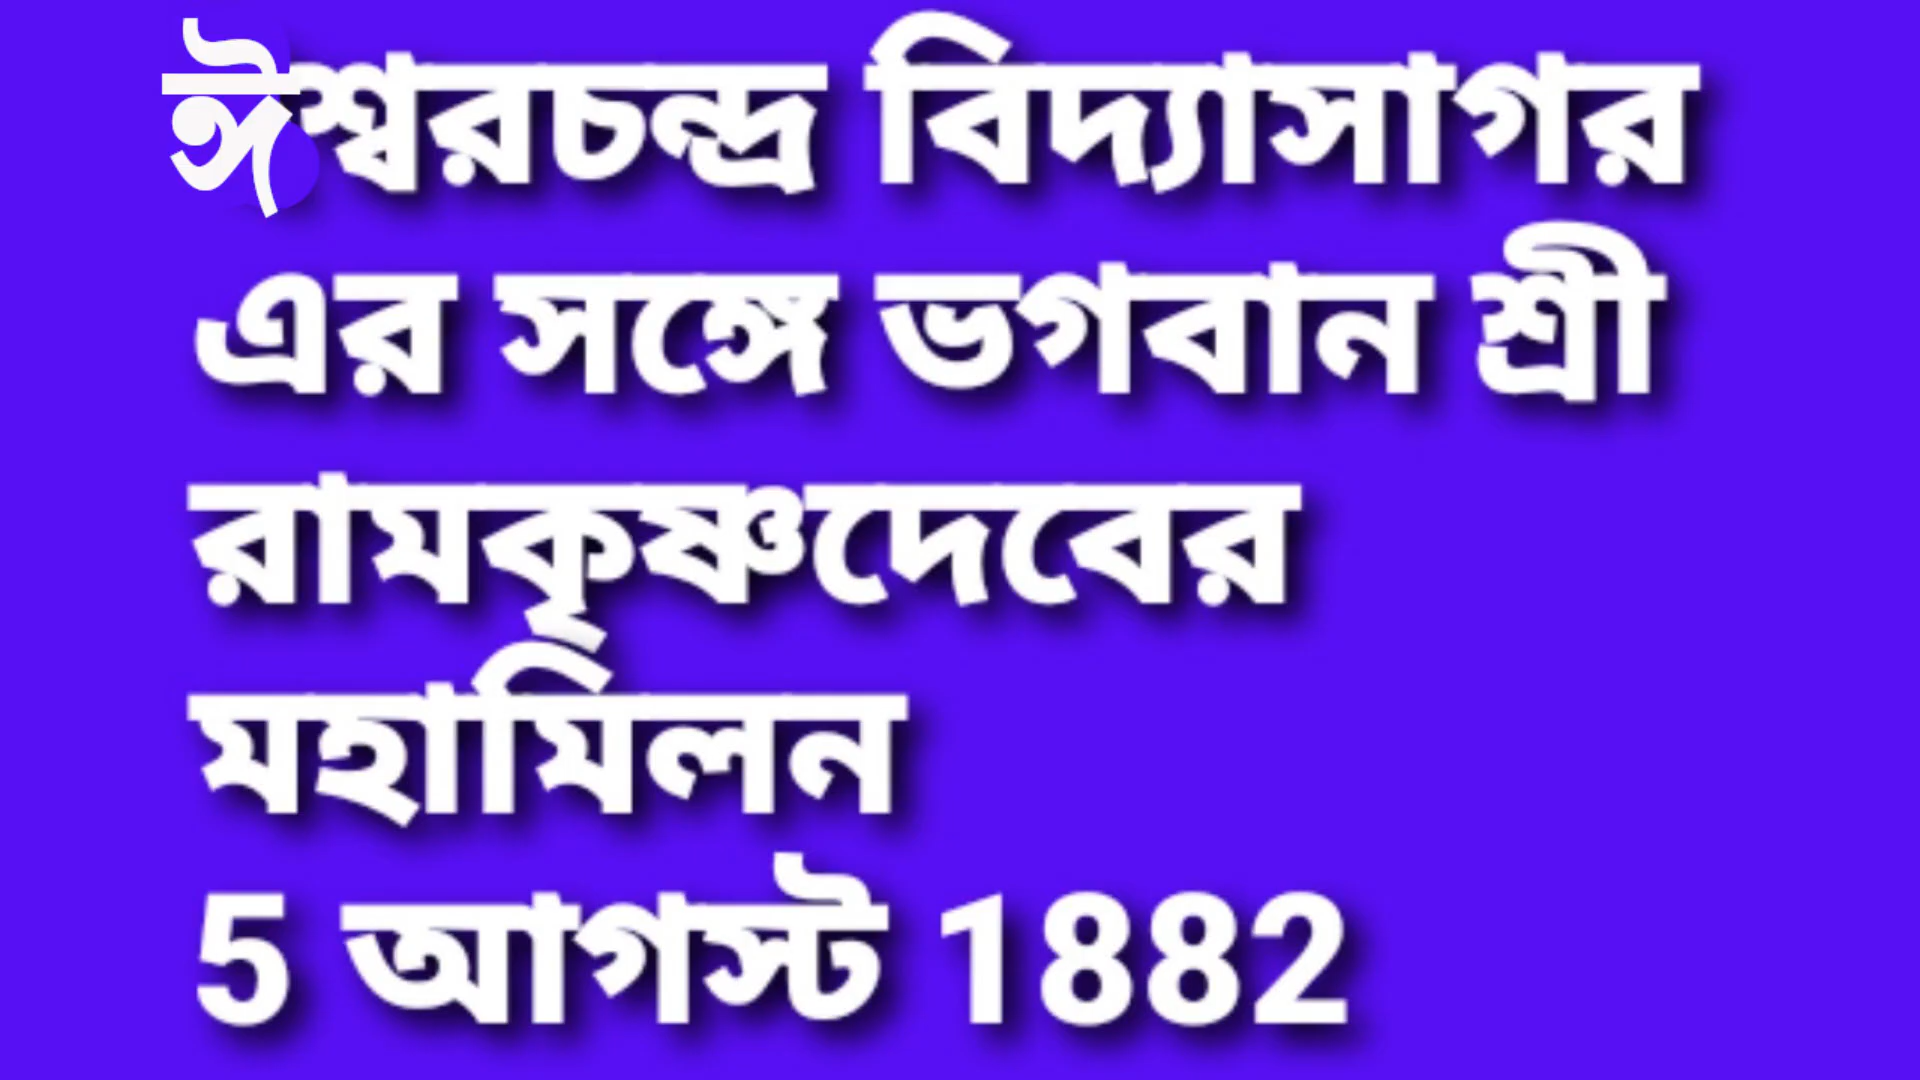 ঈশ্বরচন্দ্র বিদ্যাসাগর
এর সঙ্গে ভগবান শ্রী
রামকৃষ্ণদেবের
মহামিলন
5 আগস্ট 1882